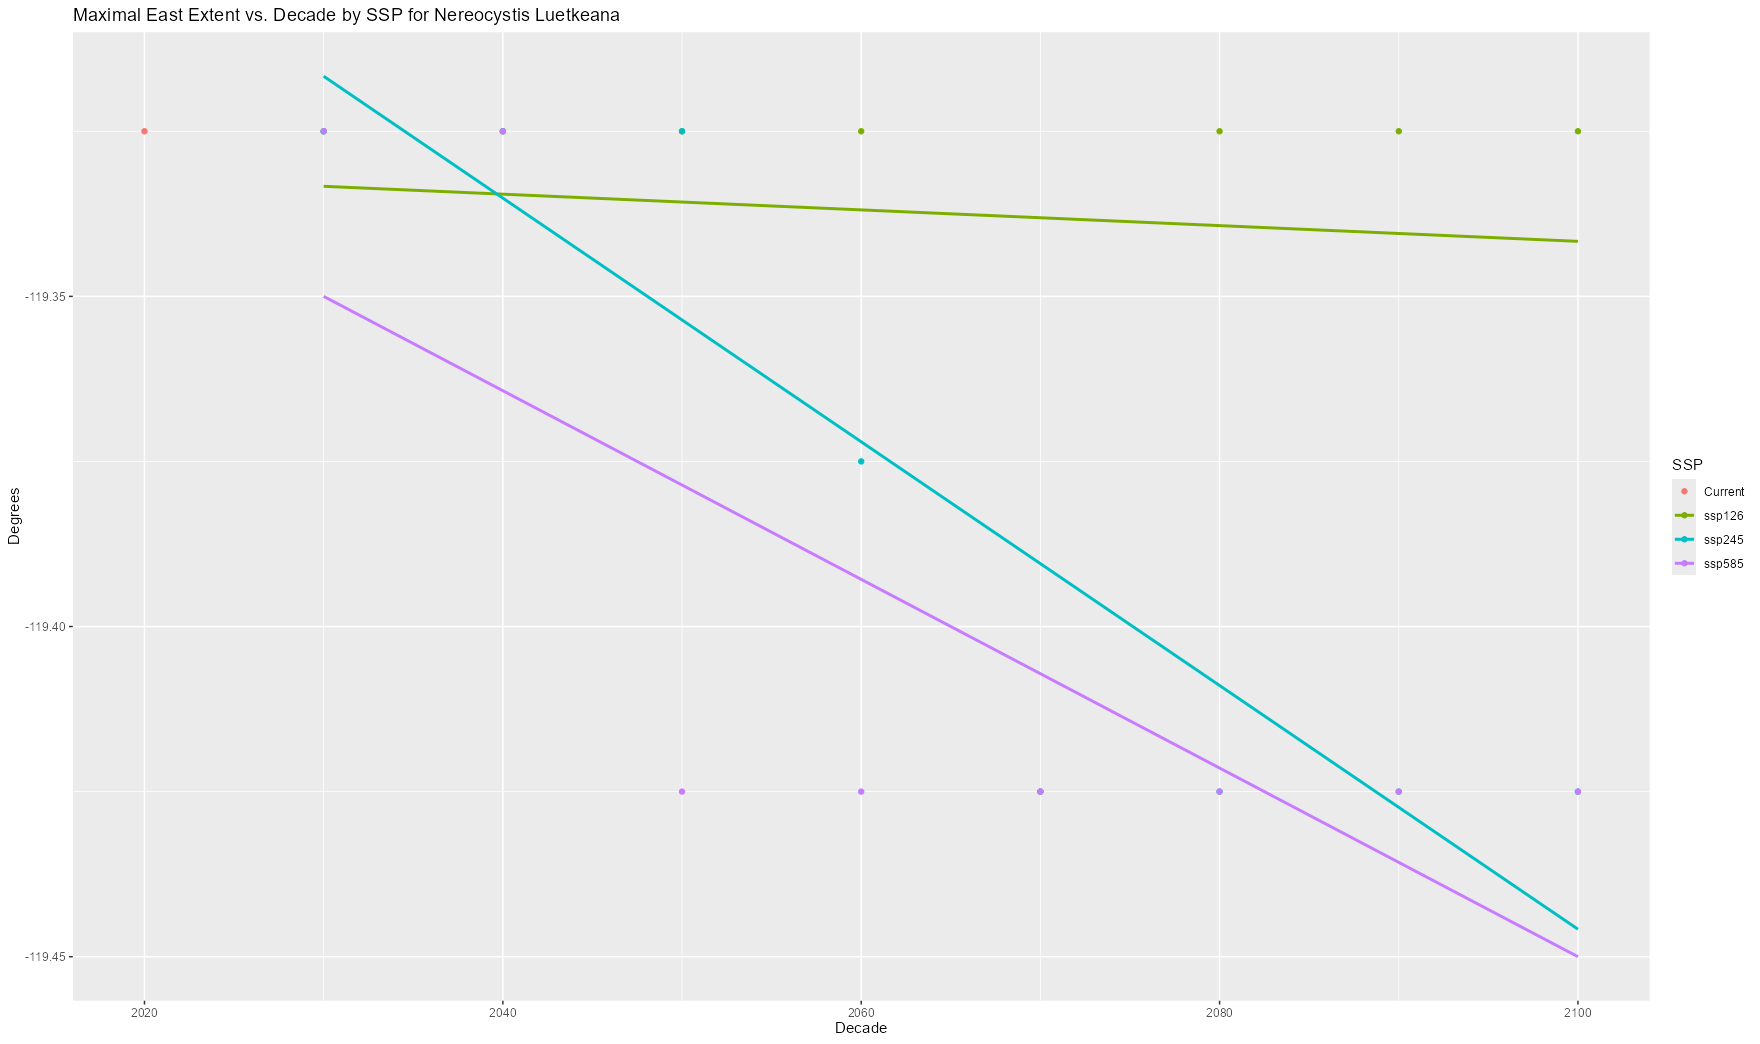 Maximal East Extent vs. Decade by SSP for Nereocystis Luetkeana
Degrees
-119.35
-119.40
-119.45
2020
2040
2060
2080
2100
Decade
SSP
Current
ssp126
ssp245
ssp585